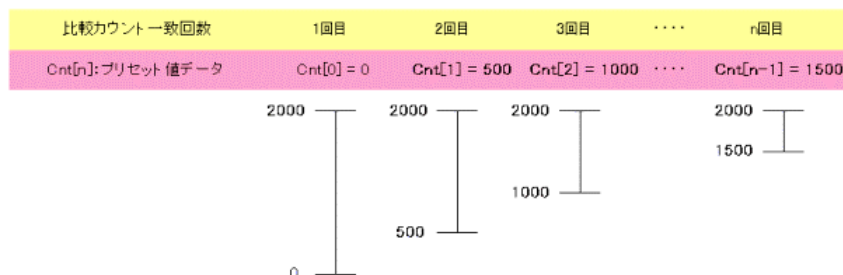 比較カウント一致回数 1回目 2回目 3回目 ···· n回目
Cnt[n]:プリセット値データ Cnt[0] = 0 Cnt[1] = 500 Cnt[2] = 1000 ···· Cnt[n-1] = 1500
2000 2000 2000 2000
1500
1000
500
0